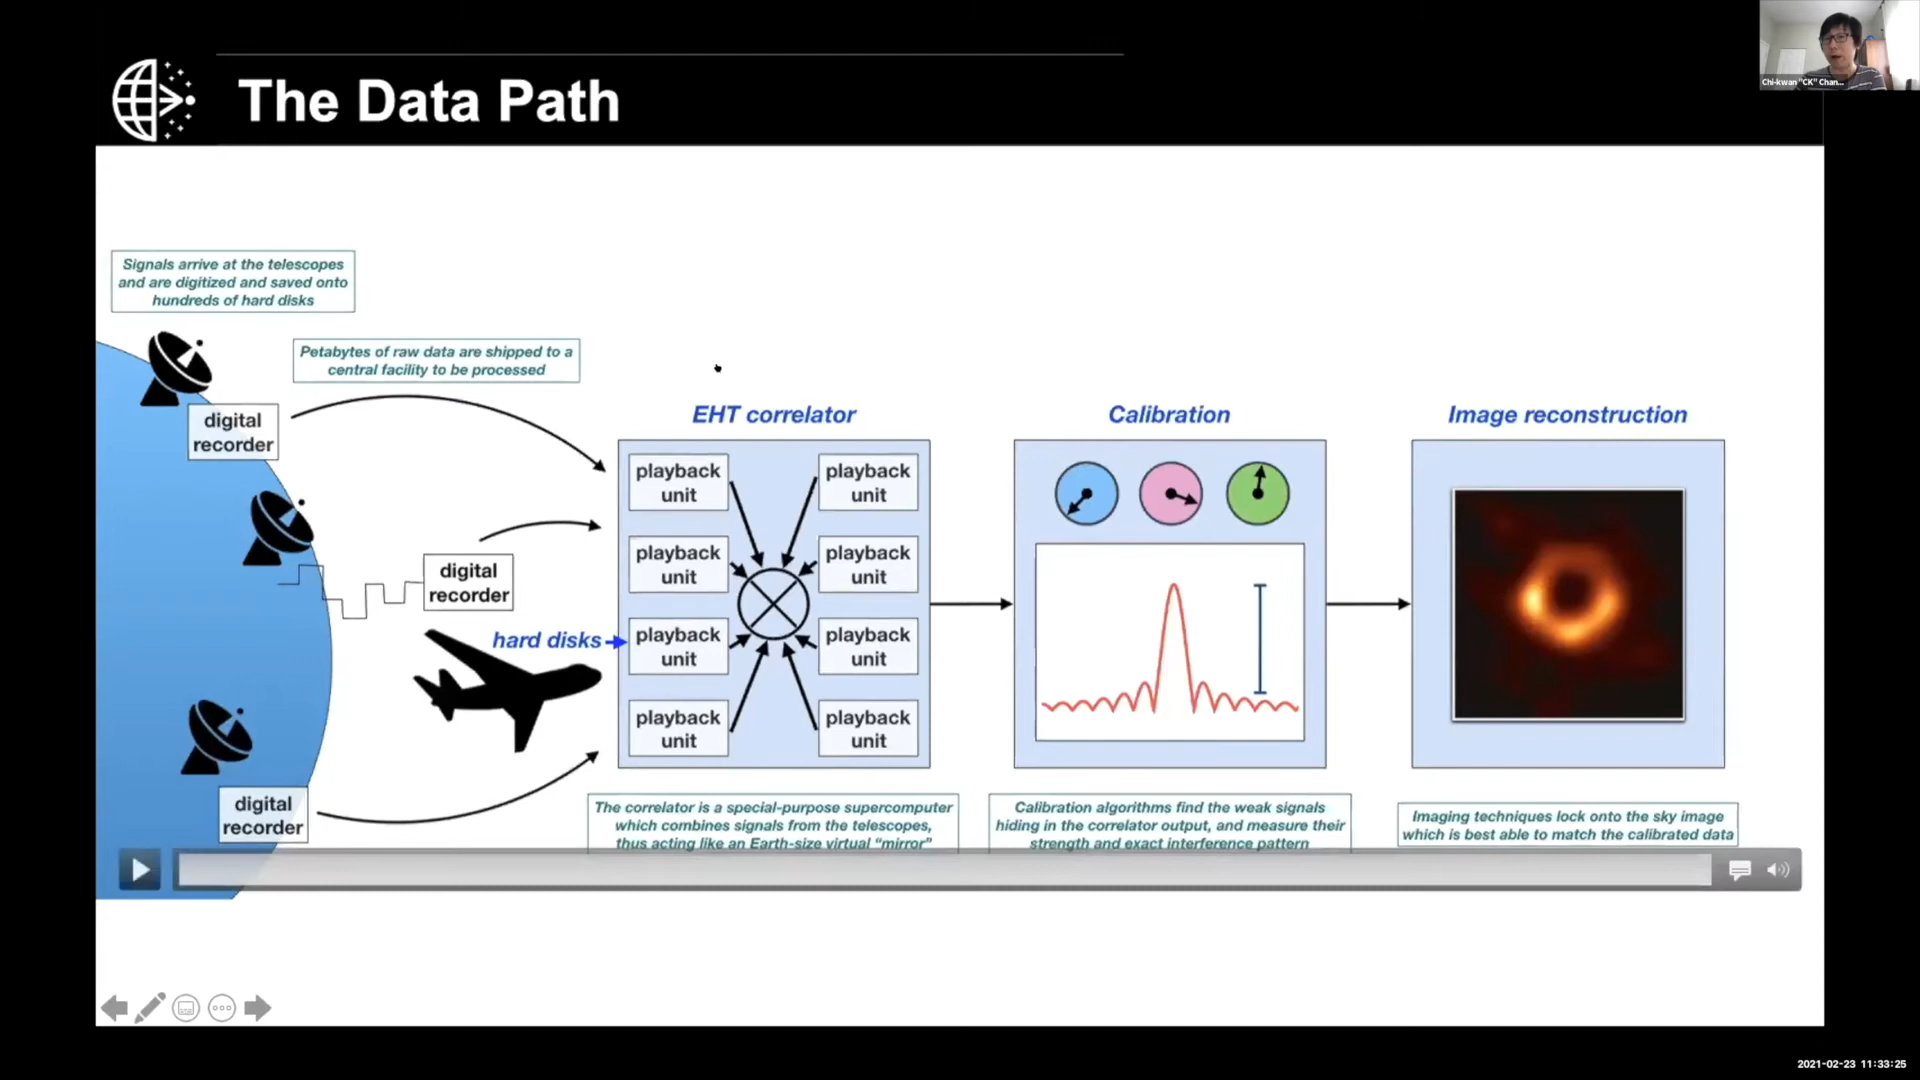 The Data Path
Chi-kwan "CK" Chan...
Signals arrive at the telescopes
and are digitized and saved onto
hundreds of hard disks
Petabytes of raw data are shipped to a
central facility to be processed
digital
recorder
digital
recorder
hard disks
digital
recorder
EHT correlator
playback
unit
playback
unit
playback
unit
playback
unit
playback
unit
playback
unit
playback
unit
playback
unit
The correlator is a special-purpose supercomputer
which combines signals from the telescopes,
thus acting like an Earth-size virtual “mirror”
Calibration
Calibration algorithms find the weak signals
hiding in the correlator output, and measure their
strength and exact interference pattern
Image reconstruction
Imaging techniques lock onto the sky image
which is best able to match the calibrated data
2021-02-23 11:33:25